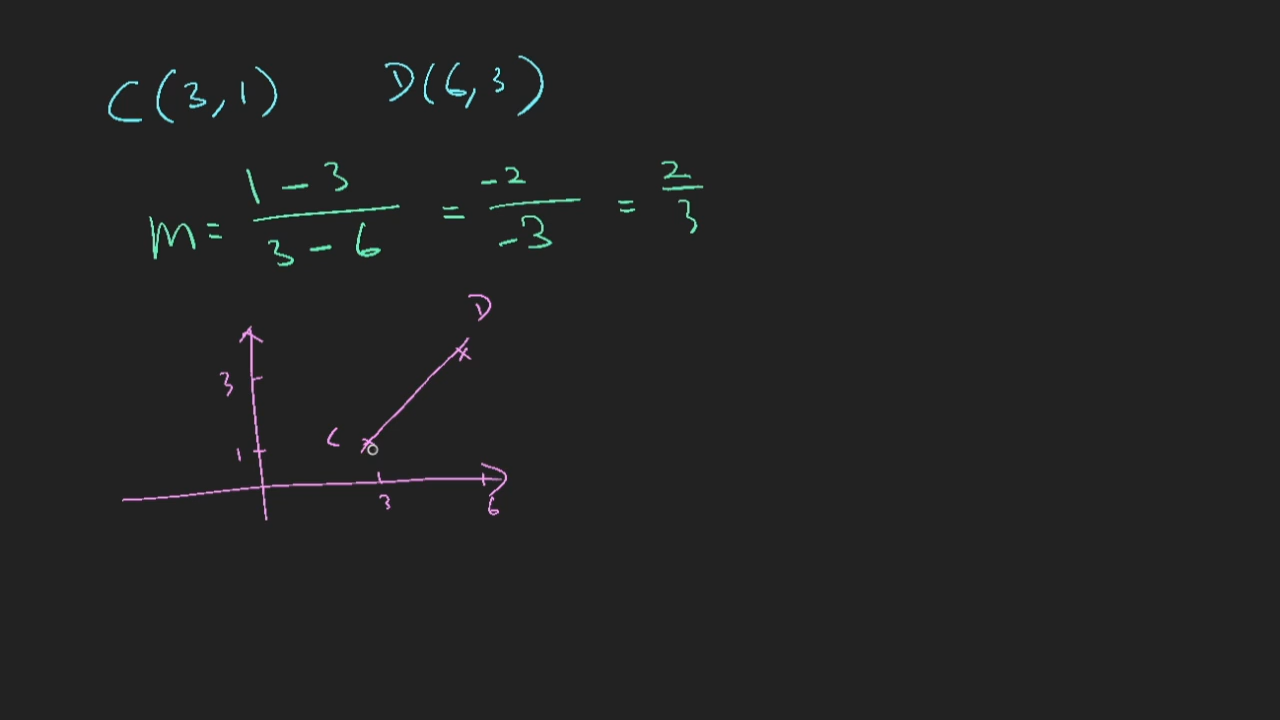 C(3,1) D(6,3)
m = 1 - 3 / 3 - 6 = -2 / -3 = 2 / 3
D
3
C
1
3 6